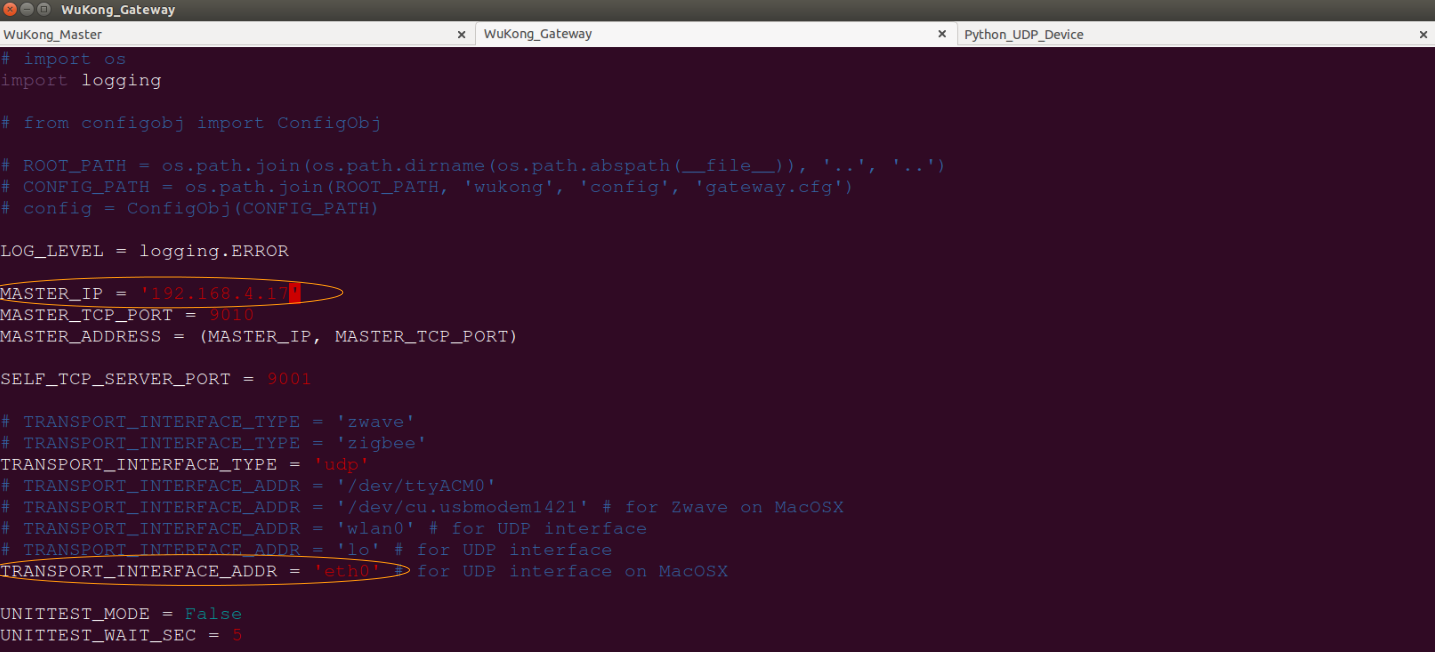 WuKong_Gateway
WuKong_Master WuKong_Gateway Python_UDP_Device
# import os
import logging
# from configobj import ConfigObj
# ROOT_PATH = os.path.join(os.path.dirname(os.path.abspath(__file__)), '..', '..')
# CONFIG_PATH = os.path.join(ROOT_PATH, 'wukong', 'config', 'gateway.cfg')
# config = ConfigObj(CONFIG_PATH)
LOG_LEVEL = logging.ERROR
MASTER_IP = '192.168.4.17'
MASTER_TCP_PORT = 9010
MASTER_ADDRESS = (MASTER_IP, MASTER_TCP_PORT)
SELF_TCP_SERVER_PORT = 9001
# TRANSPORT_INTERFACE_TYPE = 'zwave'
# TRANSPORT_INTERFACE_TYPE = 'zigbee'
TRANSPORT_INTERFACE_TYPE = 'udp'
# TRANSPORT_INTERFACE_ADDR = '/dev/ttyACM0'
# TRANSPORT_INTERFACE_ADDR = '/dev/cu.usbmodem1421' # for Zwave on MacOSX
# TRANSPORT_INTERFACE_ADDR = 'wlan0' # for UDP interface
# TRANSPORT_INTERFACE_ADDR = 'lo' # for UDP interface
TRANSPORT_INTERFACE_ADDR = 'eth0' # for UDP interface on MacOSX
UNITTEST_MODE = False
UNITTEST_WAIT_SEC = 5